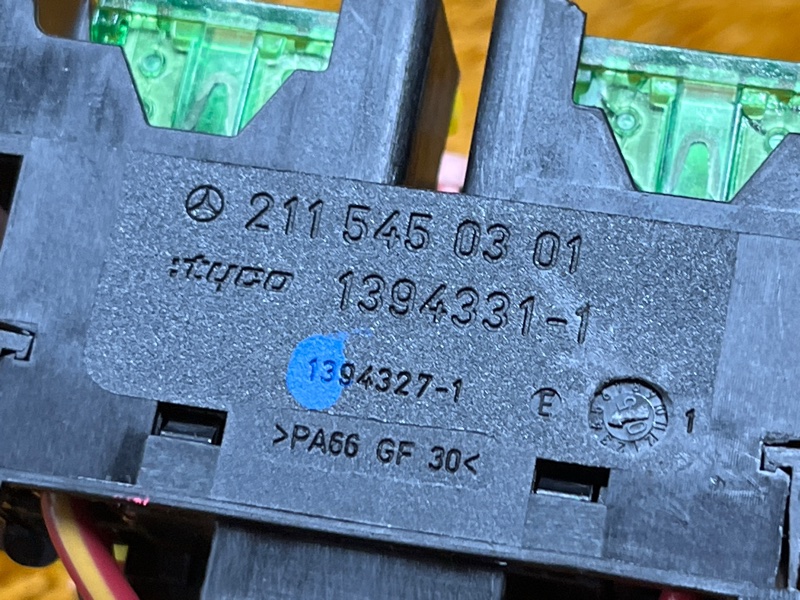 211 545 03 01
tyco 1394331-1
1394327-1
E 1
>PA66 GF 30<